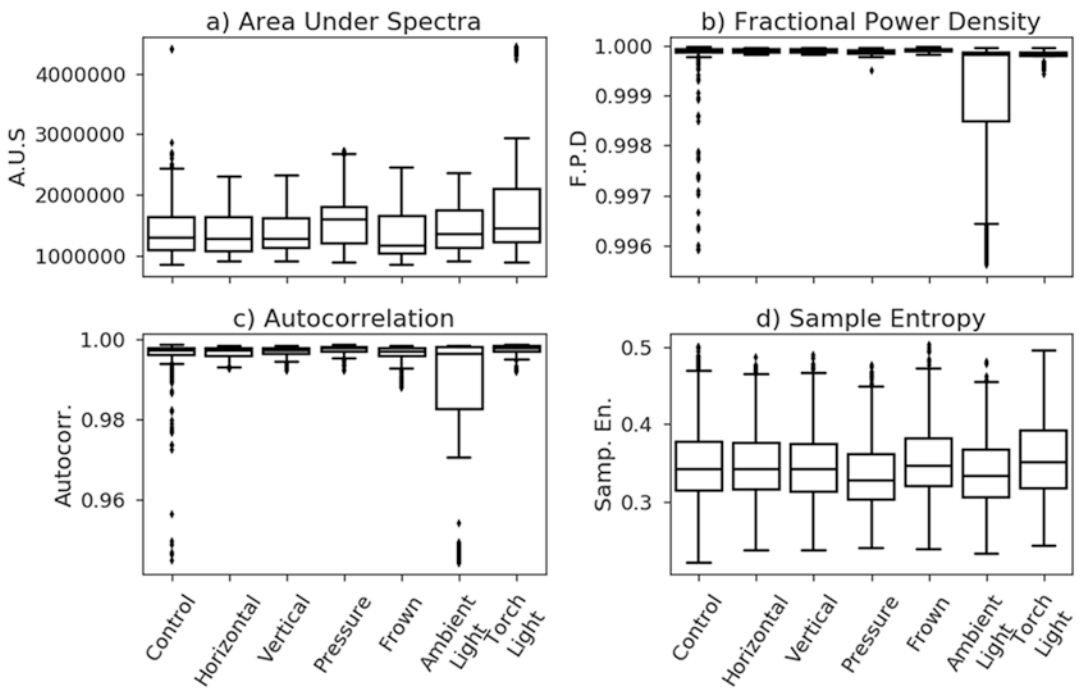 a) Area Under Spectra
A.U.S
4000000
3000000
2000000
1000000
b) Fractional Power Density
F.P.D
1.000
0.999
0.998
0.997
0.996
c) Autocorrelation
Autocorr.
1.00
0.98
0.96
Control
Horizontal
Vertical
Pressure
Frown
Ambient
Light
Torch
Light
d) Sample Entropy
Samp. En.
0.5
0.4
0.3
Control
Horizontal
Vertical
Pressure
Frown
Ambient
Light
Torch
Light